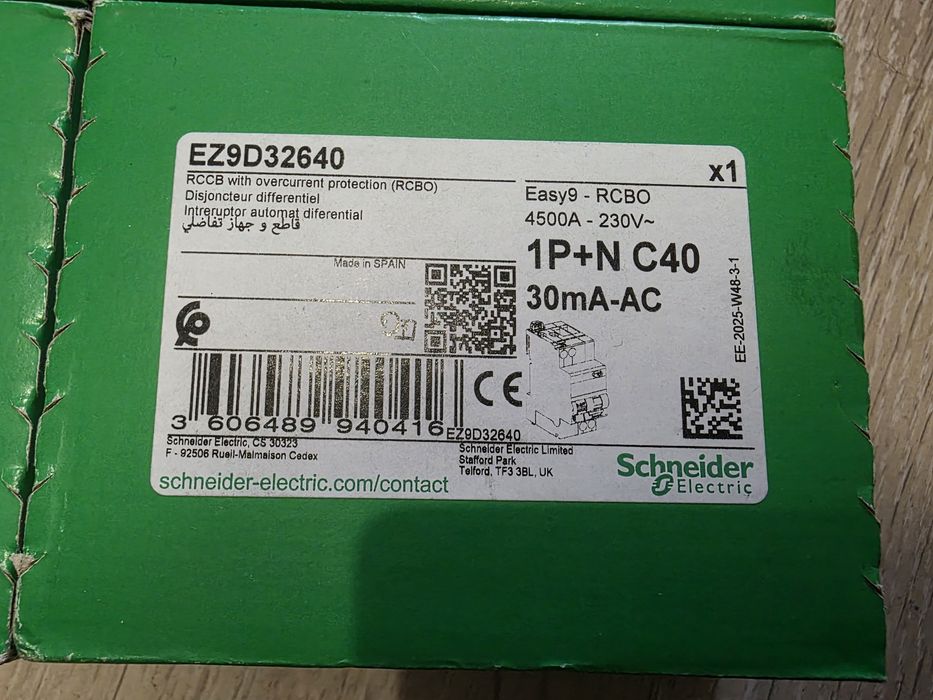 EZ9D32640
x1
RCCB with overcurrent protection (RCBO)
Disjoncteur differentiel
Intreruptor automat diferential
قاطع و جهاز تفاضلي
Easy9 - RCBO
4500A - 230V~
1P+N C40
30mA-AC
Made in SPAIN
EE-2025-W48-3-1
CE
3 606489 940416
EZ9D32640
Schneider Electric, CS 30323
F - 92506 Rueil-Malmaison Cedex
Schneider Electric Limited
Stafford Park
Telford, TF3 3BL, UK
schneider-electric.com/contact
Schneider
Electric